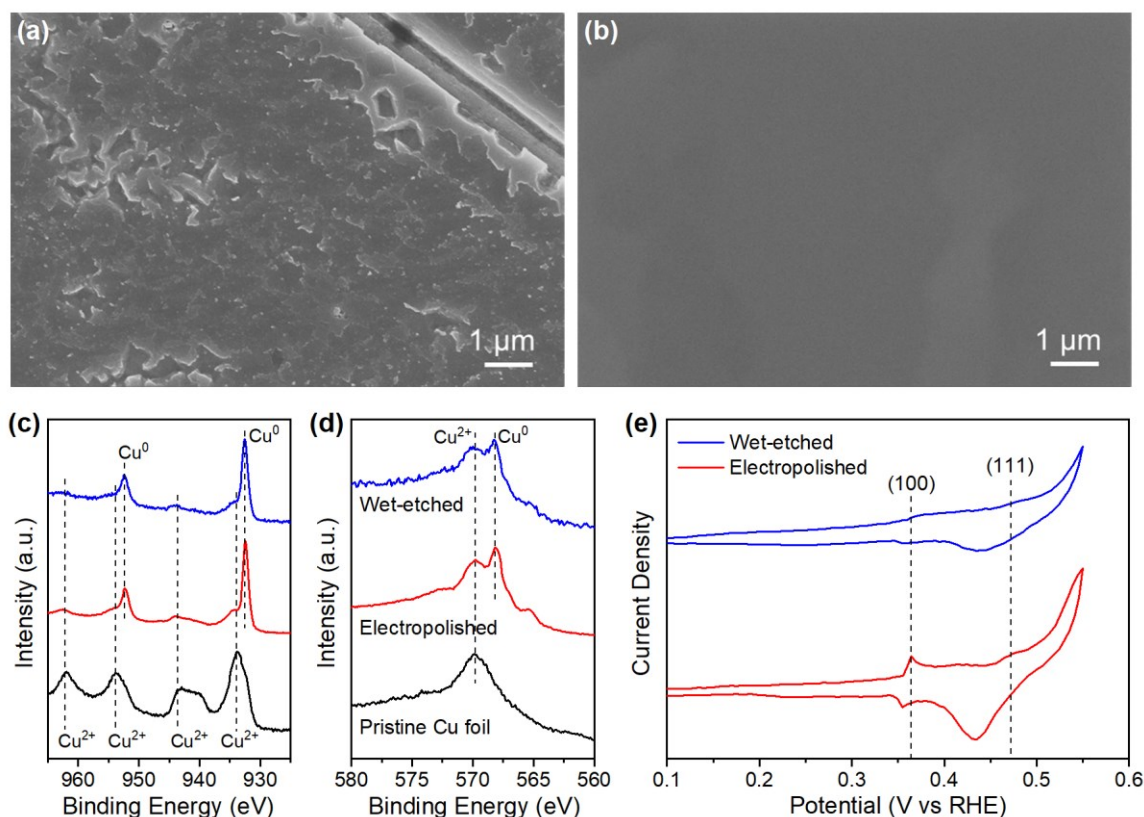 (a)
1 μm
(b)
1 μm
(c)
Cu⁰
Cu⁰
Cu²⁺
Cu²⁺
Cu²⁺
Cu²⁺
Intensity (a.u.)
960 950 940 930
Binding Energy (eV)
(d)
Cu²⁺
Cu⁰
Wet-etched
Electropolished
Pristine Cu foil
Intensity (a.u.)
580 575 570 565 560
Binding Energy (eV)
(e)
Wet-etched
Electropolished
(100)
(111)
Current Density
0.1 0.2 0.3 0.4 0.5 0.6
Potential (V vs RHE)